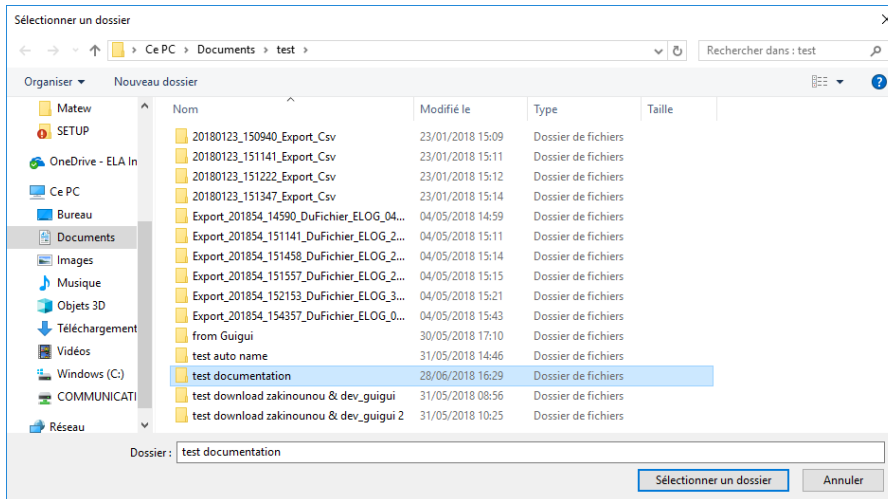 Sélectionner un dossier
Ce PC > Documents > test >
Rechercher dans : test
Organiser Nouveau dossier
Matew
SETUP
OneDrive - ELA In
Ce PC
Bureau
Documents
Images
Musique
Objets 3D
Téléchargement
Vidéos
Windows (C:)
COMMUNICATI
Réseau
Nom Modifié le Type Taille
20180123_150940_Export_Csv 23/01/2018 15:09 Dossier de fichiers
20180123_151141_Export_Csv 23/01/2018 15:11 Dossier de fichiers
20180123_151222_Export_Csv 23/01/2018 15:12 Dossier de fichiers
20180123_151347_Export_Csv 23/01/2018 15:14 Dossier de fichiers
Export_201854_14590_DuFichier_ELOG_04... 04/05/2018 14:59 Dossier de fichiers
Export_201854_151141_DuFichier_ELOG_2... 04/05/2018 15:11 Dossier de fichiers
Export_201854_151458_DuFichier_ELOG_2... 04/05/2018 15:14 Dossier de fichiers
Export_201854_151557_DuFichier_ELOG_2... 04/05/2018 15:15 Dossier de fichiers
Export_201854_152153_DuFichier_ELOG_3... 04/05/2018 15:21 Dossier de fichiers
Export_201854_154357_DuFichier_ELOG_0... 04/05/2018 15:43 Dossier de fichiers
from Guigui 30/05/2018 17:10 Dossier de fichiers
test auto name 31/05/2018 14:46 Dossier de fichiers
test documentation 28/06/2018 16:29 Dossier de fichiers
test download zakinounou & dev_guigui 31/05/2018 08:56 Dossier de fichiers
test download zakinounou & dev_guigui 2 31/05/2018 10:25 Dossier de fichiers
Dossier : test documentation
Sélectionner un dossier Annuler